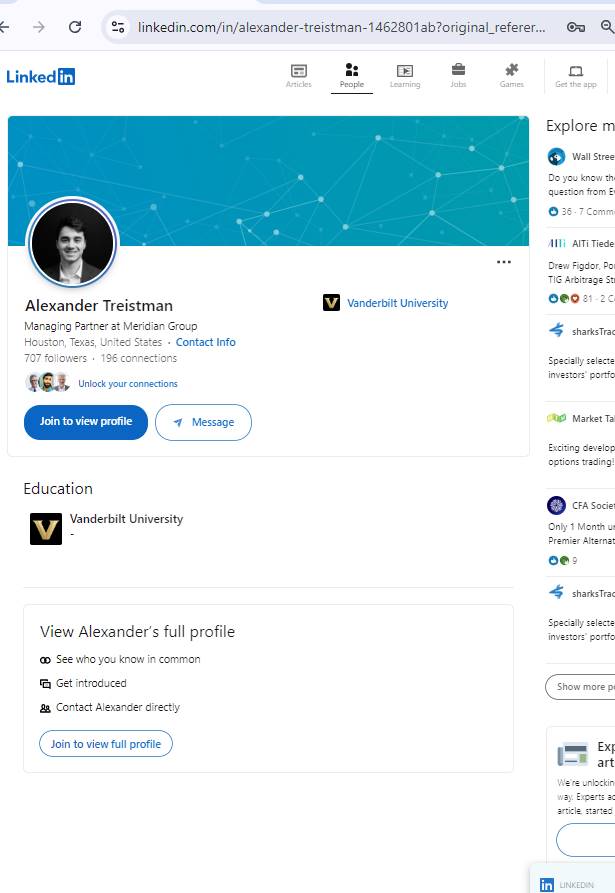 linkedin.com/in/alexander-treistman-1462801ab?original_referer...
Linked in
Articles
People
Learning
Jobs
Games
Get the app
Alexander Treistman
Managing Partner at Meridian Group
Houston, Texas, United States · Contact Info
707 followers · 196 connections
Unlock your connections
Join to view profile
Message
V Vanderbilt University
Education
V Vanderbilt University
-
View Alexander's full profile
See who you know in common
Get introduced
Contact Alexander directly
Join to view full profile
Explore m
Wall Stree
Do you know the
question from E
36 · 7 Comm
AlTi Tiede
Drew Figdor, Po
TIG Arbitrage St
81 · 2 C
sharksTrac
Specially selecte
investors' portfo
Market Ta
Exciting develop
options trading!
CFA Societ
Only 1 Month u
Premier Alternat
9
sharksTrac
Specially selecte
investors' portfo
Show more p
Exp
art
We're unlockin
way. Experts ad
article, started
in LINKEDIN